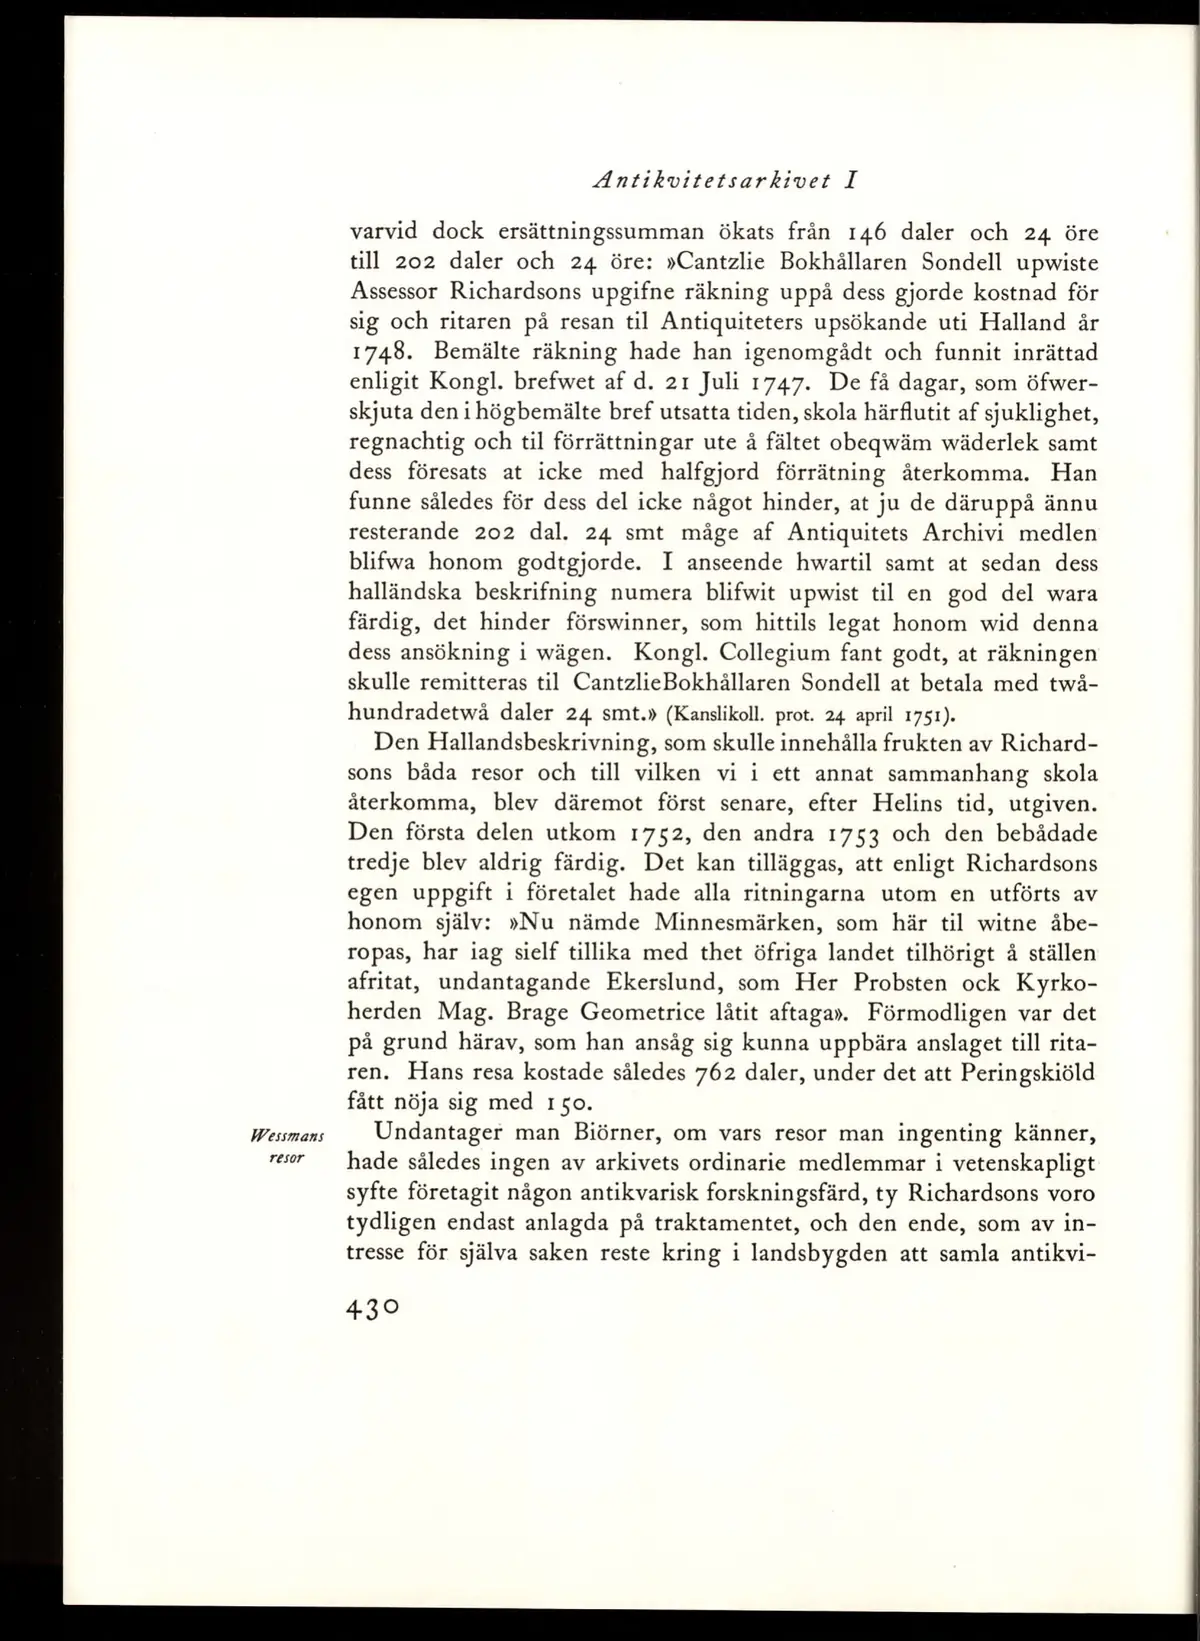 Antikvitetsarkivet I
varvid dock ersättningssumman ökats från 146 daler och 24 öre
till 202 daler och 24 öre: »Cantzlie Bokhållaren Sondell upwiste
Assessor Richardsons upgifne räkning uppå dess gjorde kostnad för
sig och ritaren på resan til Antiquiteters upsökande uti Halland år
1748. Bemälte räkning hade han igenomgådt och funnit inrättad
enligit Kongl. brefwet af d. 21 Juli 1747. De få dagar, som öfwer-
skjuta den i högbemälte bref utsatta tiden, skola härflutit af sjuklighet,
regnachtig och til förrättningar ute å fältet obeqwäm wäderlek samt
dess föresats at icke med halfgjord förrätning återkomma. Han
funne således för dess del icke något hinder, at ju de däruppå ännu
resterande 202 dal. 24 smt måge af Antiquitets Archivi medlen
blifwa honom godtgjorde. I anseende hwartil samt at sedan dess
halländska beskrifning numera blifwit upwist til en god del wara
färdig, det hinder förswinner, som hittils legat honom wid denna
dess ansökning i wägen. Kongl. Collegium fant godt, at räkningen
skulle remitteras til CantzlieBokhållaren Sondell at betala med twå-
hundradetwå daler 24 smt.» (Kanslikoll. prot. 24 april 1751).
Den Hallandsbeskrivning, som skulle innehålla frukten av Richard-
sons båda resor och till vilken vi i ett annat sammanhang skola
återkomma, blev däremot först senare, efter Helins tid, utgiven.
Den första delen utkom 1752, den andra 1753 och den bebådade
tredje blev aldrig färdig. Det kan tilläggas, att enligt Richardsons
egen uppgift i företalet hade alla ritningarna utom en utförts av
honom själv: »Nu nämde Minnesmärken, som här til witne åbe-
ropas, har iag sielf tillika med thet öfriga landet tilhörigt å ställen
afritat, undantagande Ekerslund, som Her Probsten ock Kyrko-
herden Mag. Brage Geometrice låtit aftaga». Förmodligen var det
på grund härav, som han ansåg sig kunna uppbära anslaget till rita-
ren. Hans resa kostade således 762 daler, under det att Peringskiöld
fått nöja sig med 150.
Wessmans
resor
Undantager man Biörner, om vars resor man ingenting känner,
hade således ingen av arkivets ordinarie medlemmar i vetenskapligt
syfte företagit någon antikvarisk forskningsfärd, ty Richardsons voro
tydligen endast anlagda på traktamentet, och den ende, som av in-
tresse för själva saken reste kring i landsbygden att samla antikvi-
430